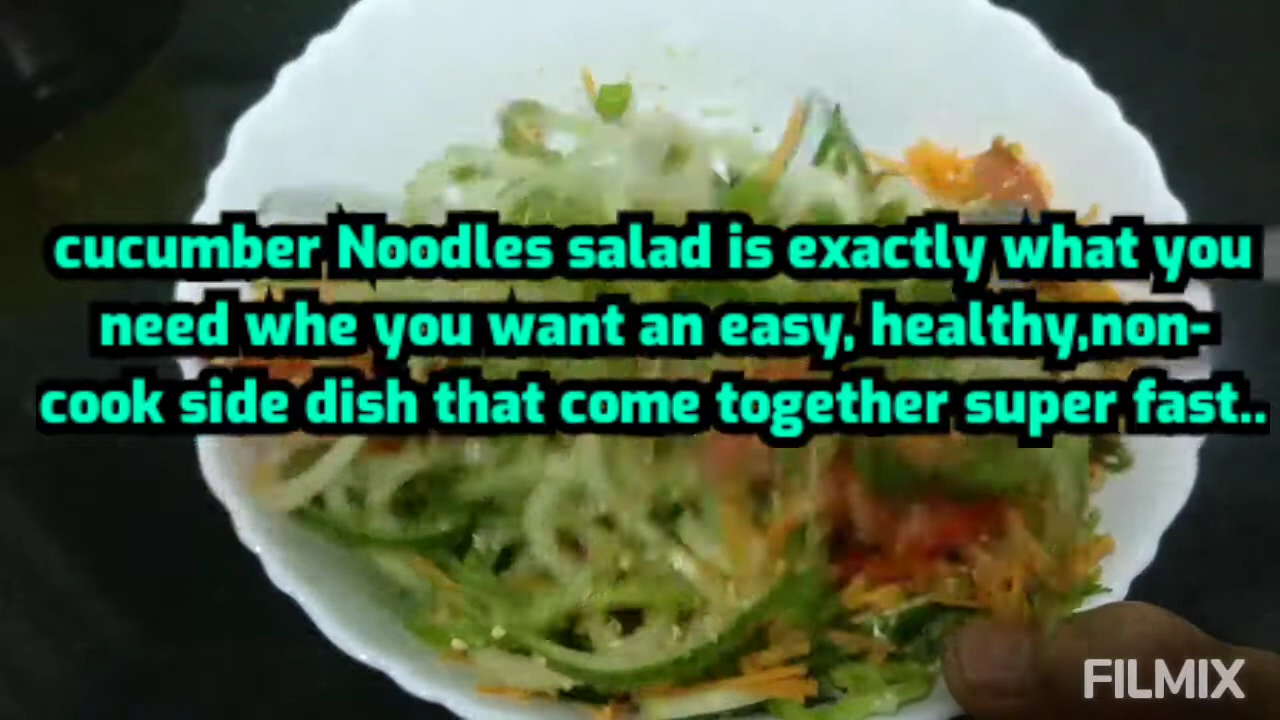 cucumber Noodles salad is exactly what you
need whe you want an easy, healthy,non-
cook side dish that come together super fast..
FILMIX